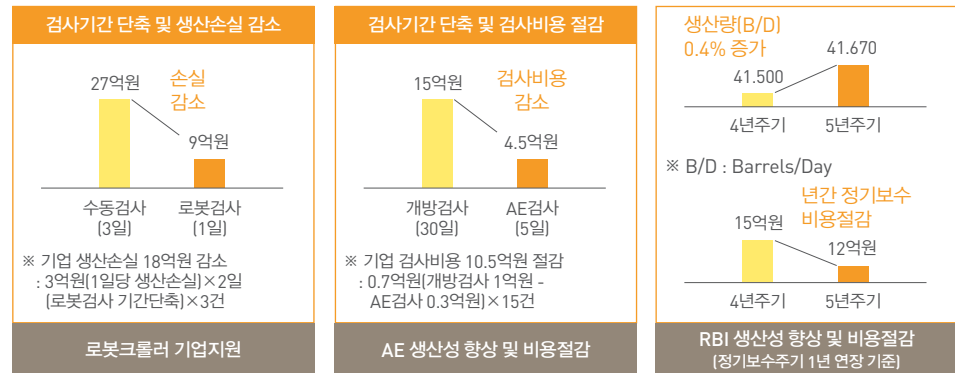 검사기간 단축 및 생산손실 감소
27억원
손실
감소
9억원
수동검사
(3일)
로봇검사
(1일)
※ 기업 생산손실 18억원 감소
: 3억원(1일당 생산손실)×2일
(로봇검사 기간단축)×3건
로봇크롤러 기업지원
검사기간 단축 및 검사비용 절감
15억원
검사비용
감소
4.5억원
개방검사
(30일)
AE검사
(5일)
※ 기업 검사비용 10.5억원 절감
: 0.7억원(개방검사 1억원 -
AE검사 0.3억원)×15건
AE 생산성 향상 및 비용절감
생산량(B/D)
0.4% 증가
41.500
41.670
4년주기
5년주기
※ B/D : Barrels/Day
년간 정기보수
비용절감
15억원
12억원
4년주기
5년주기
RBI 생산성 향상 및 비용절감
(정기보수주기 1년 연장 기준)